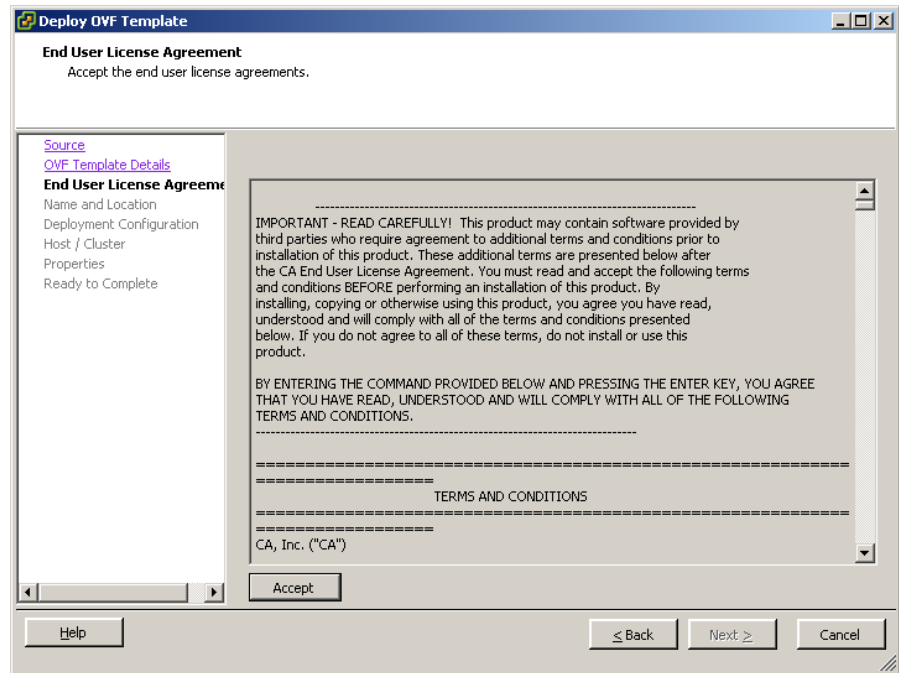 Deploy OVF Template
End User License Agreement
Accept the end user license agreements.
Source
OVF Template Details
End User License Agreeme
Name and Location
Deployment Configuration
Host / Cluster
Properties
Ready to Complete
--------------------------------------------------------------------------------
IMPORTANT - READ CAREFULLY!  This product may contain software provided by
third parties who require agreement to additional terms and conditions prior to
installation of this product. These additional terms are presented below after
the CA End User License Agreement. You must read and accept the following terms
and conditions BEFORE performing an installation of this product. By
installing, copying or otherwise using this product, you agree you have read,
understood and will comply with all of the terms and conditions presented
below. If you do not agree to all of these terms, do not install or use this
product.
BY ENTERING THE COMMAND PROVIDED BELOW AND PRESSING THE ENTER KEY, YOU AGREE
THAT YOU HAVE READ, UNDERSTOOD AND WILL COMPLY WITH ALL OF THE FOLLOWING
TERMS AND CONDITIONS.
--------------------------------------------------------------------------------
============================================================
==================
TERMS AND CONDITIONS
============================================================
==================
CA, Inc. ("CA")
Accept
Help
< Back
Next >
Cancel